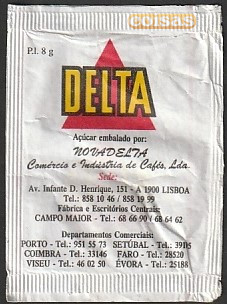 coisas
P.l. 8 g
DELTA
Açúcar embalado por:
NOVADELTA
Comércio e Indústria de Cafés, Lda.
Sede:
Av. Infante D. Henrique, 151 - A 1900 LISBOA
Tel.: 858 10 46 / 858 19 99
Fábrica e Escritórios Centrais:
CAMPO MAIOR - Tel.: 68 66 90 / 68 64 62
Departamentos Comerciais:
PORTO - Tel.: 951 55 73 SETÚBAL - Tel.: 39105
COIMBRA - Tel.: 33146 FARO - Tel.: 28520
VISEU - Tel.: 46 02 50 ÉVORA - Tel.: 25188